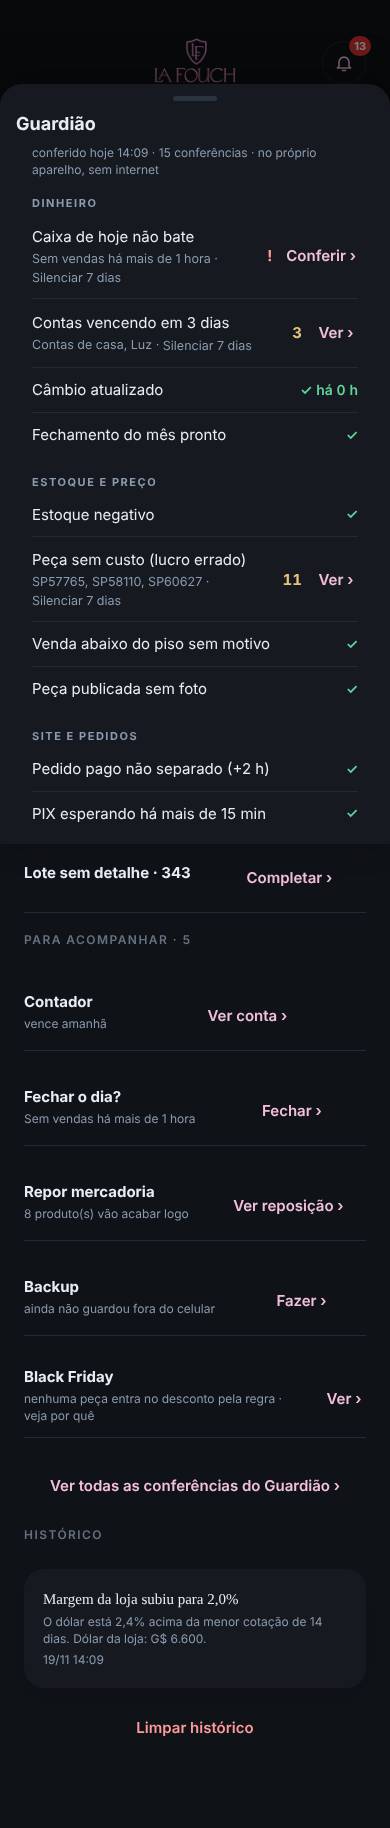 LF
LA FOUCH
13
Guardião
conferido hoje 14:09 · 15 conferências · no próprio
aparelho, sem internet
DINHEIRO
Caixa de hoje não bate
Sem vendas há mais de 1 hora ·
Silenciar 7 dias
! Conferir ›
Contas vencendo em 3 dias
Contas de casa, Luz · Silenciar 7 dias
3 Ver ›
Câmbio atualizado ✓ há 0 h
Fechamento do mês pronto ✓
ESTOQUE E PREÇO
Estoque negativo ✓
Peça sem custo (lucro errado)
SP57765, SP58110, SP60627 ·
Silenciar 7 dias
11 Ver ›
Venda abaixo do piso sem motivo ✓
Peça publicada sem foto ✓
SITE E PEDIDOS
Pedido pago não separado (+2 h) ✓
PIX esperando há mais de 15 min ✓
Lote sem detalhe · 343 Completar ›
PARA ACOMPANHAR · 5
Contador
vence amanhã
Ver conta ›
Fechar o dia?
Sem vendas há mais de 1 hora
Fechar ›
Repor mercadoria
8 produto(s) vão acabar logo
Ver reposição ›
Backup
ainda não guardou fora do celular
Fazer ›
Black Friday
nenhuma peça entra no desconto pela regra ·
veja por quê
Ver ›
Ver todas as conferências do Guardião ›
HISTÓRICO
Margem da loja subiu para 2,0%
O dólar está 2,4% acima da menor cotação de 14
dias. Dólar da loja: G$ 6.600.
19/11 14:09
Limpar histórico